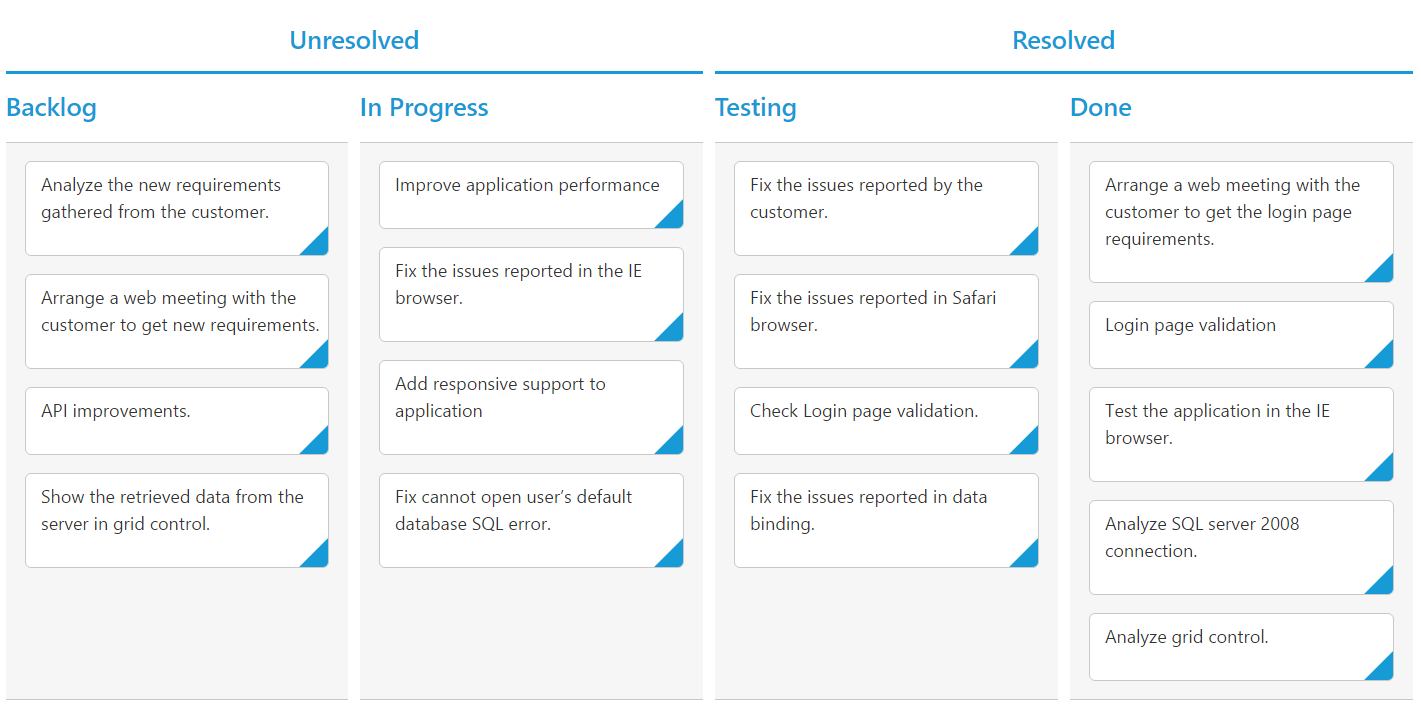 Unresolved
Resolved
Backlog
In Progress
Testing
Done
Analyze the new requirements
gathered from the customer.
Arrange a web meeting with the
customer to get new requirements.
API improvements.
Show the retrieved data from the
server in grid control.
Improve application performance
Fix the issues reported in the IE
browser.
Add responsive support to
application
Fix cannot open user’s default
database SQL error.
Fix the issues reported by the
customer.
Fix the issues reported in Safari
browser.
Check Login page validation.
Fix the issues reported in data
binding.
Arrange a web meeting with the
customer to get the login page
requirements.
Login page validation
Test the application in the IE
browser.
Analyze SQL server 2008
connection.
Analyze grid control.